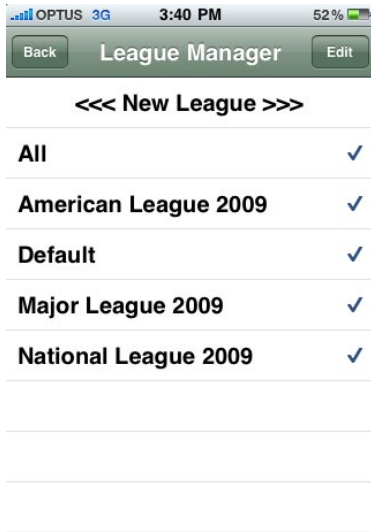 OPTUS 3G 3:40 PM 52%
Back League Manager Edit
<<< New League >>>
All
American League 2009
Default
Major League 2009
National League 2009